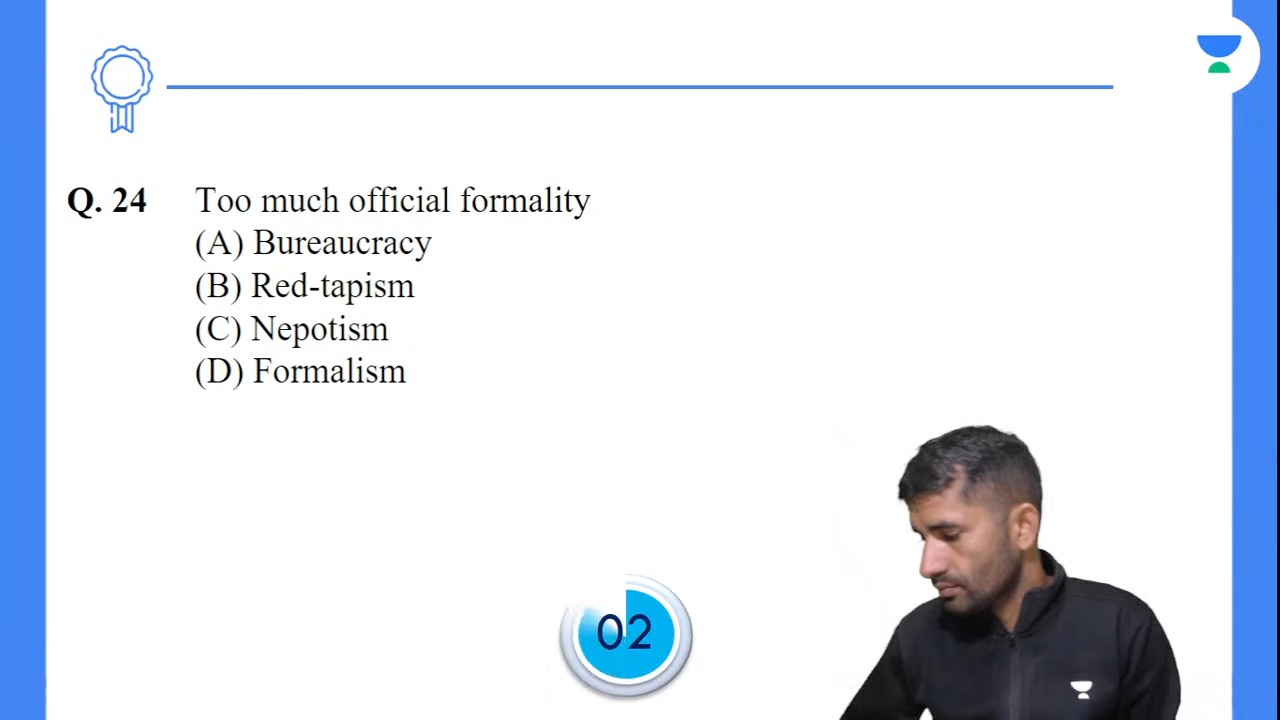 Q. 24 Too much official formality
(A) Bureaucracy
(B) Red-tapism
(C) Nepotism
(D) Formalism
02